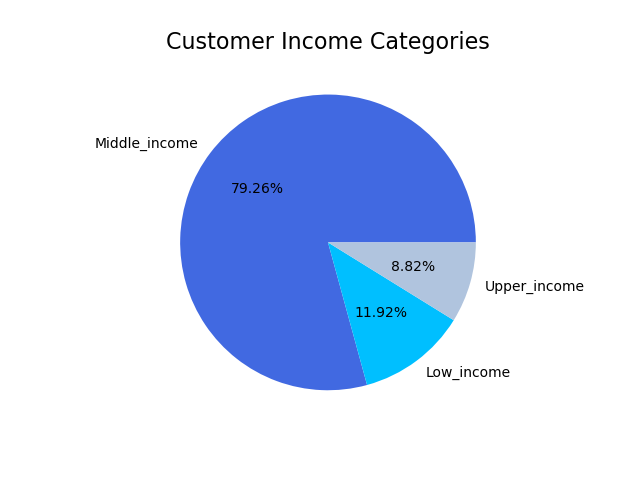 Customer Income Categories
Middle_income
79.26%
8.82%
Upper_income
11.92%
Low_income